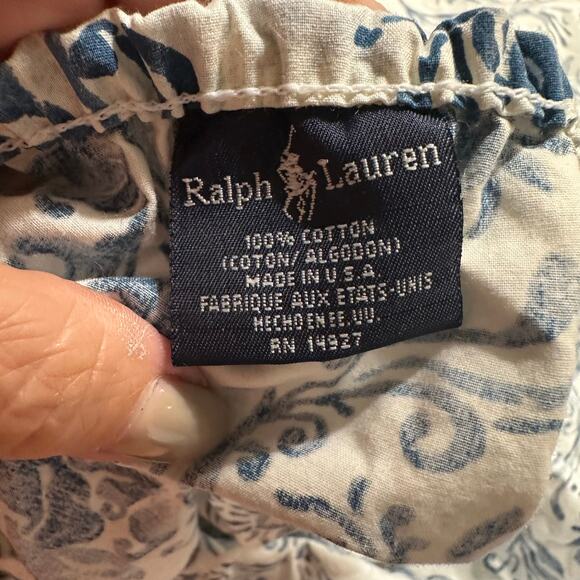 Ralph Lauren
100% COTTON
(COTON/ALGODON)
MADE IN U.S.A
FABRIQUE AUX ETATS-UNIS
HECHO EN EE.UU.
RN 14927